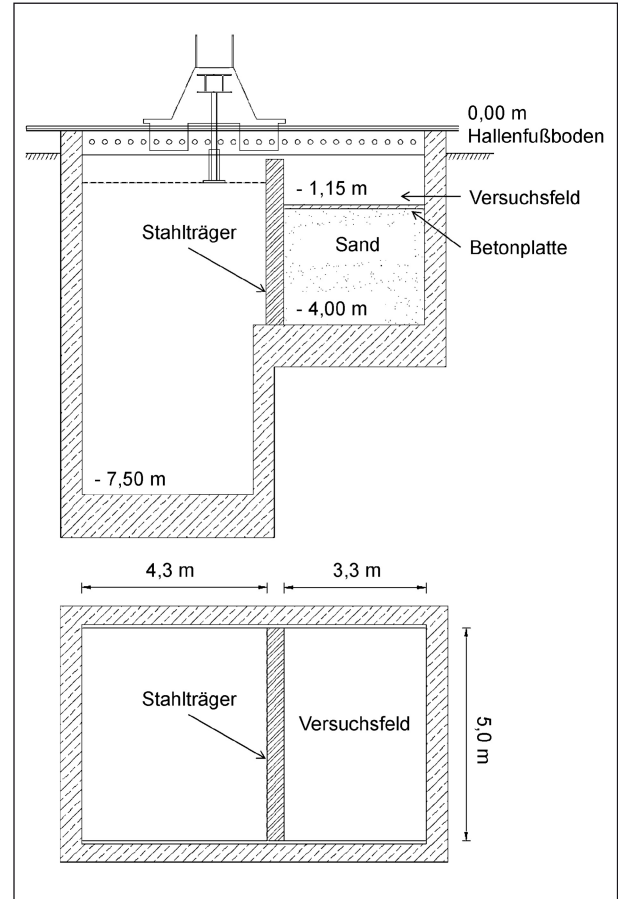 0,00 m
Hallenfußboden
- 1,15 m
Versuchsfeld
Stahlträger
Sand
Betonplatte
- 4,00 m
- 7,50 m
4,3 m
3,3 m
Stahlträger
Versuchsfeld
5,0 m